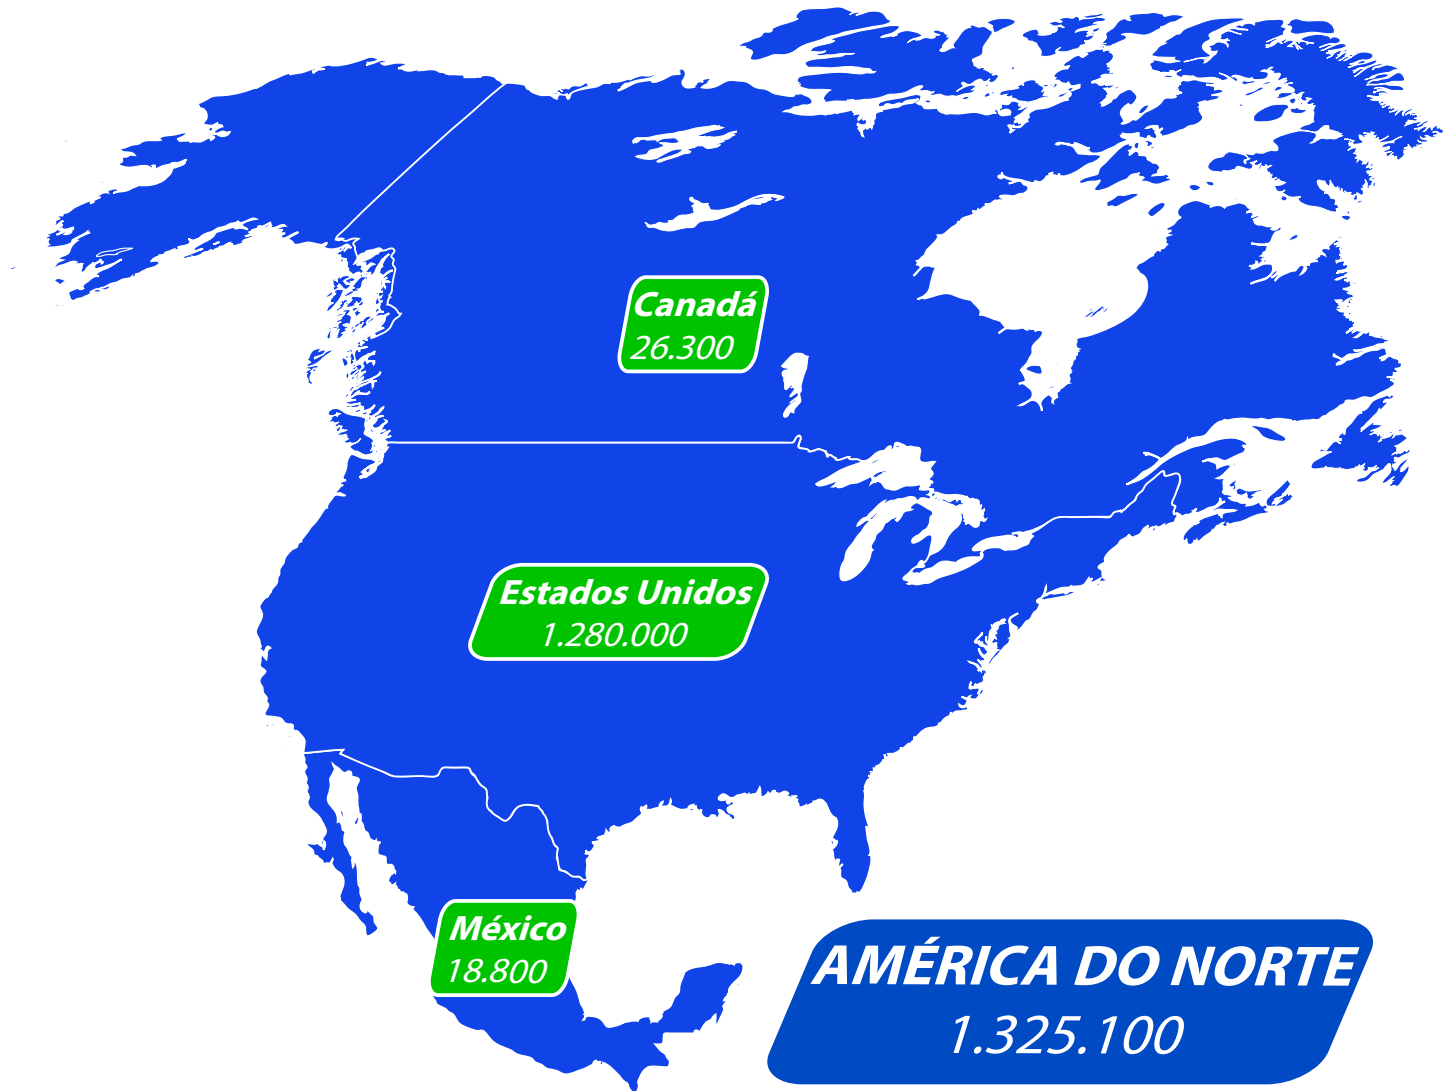 Canadá
26.300
Estados Unidos
1.280.000
México
18.800
AMÉRICA DO NORTE
1.325.100